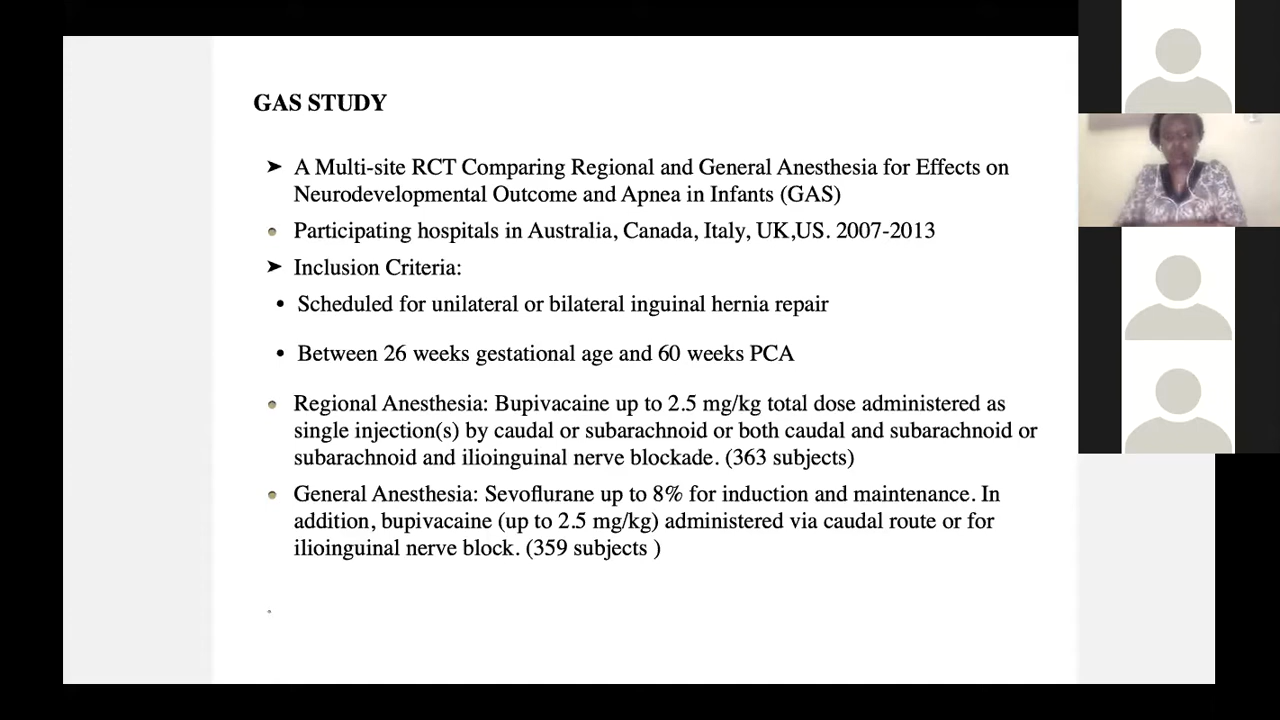 GAS STUDY
➤ A Multi-site RCT Comparing Regional and General Anesthesia for Effects on
Neurodevelopmental Outcome and Apnea in Infants (GAS)
• Participating hospitals in Australia, Canada, Italy, UK,US. 2007-2013
➤ Inclusion Criteria:
• Scheduled for unilateral or bilateral inguinal hernia repair
• Between 26 weeks gestational age and 60 weeks PCA
• Regional Anesthesia: Bupivacaine up to 2.5 mg/kg total dose administered as
single injection(s) by caudal or subarachnoid or both caudal and subarachnoid or
subarachnoid and ilioinguinal nerve blockade. (363 subjects)
• General Anesthesia: Sevoflurane up to 8% for induction and maintenance. In
addition, bupivacaine (up to 2.5 mg/kg) administered via caudal route or for
ilioinguinal nerve block. (359 subjects )